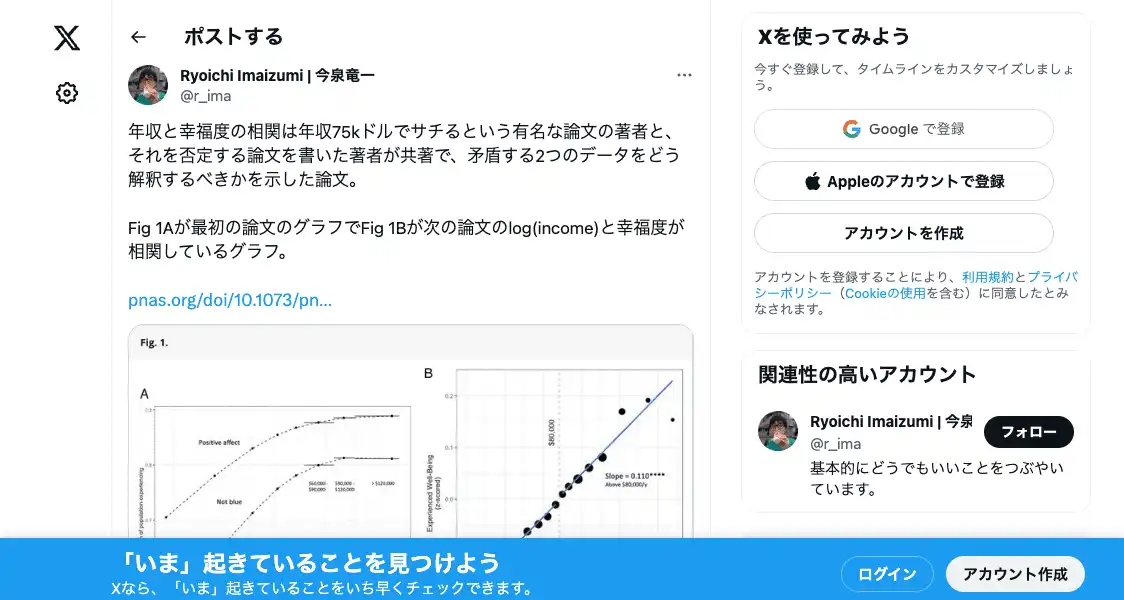 ポストする
Ryoichi Imaizumi | 今泉竜一
@r_ima
年収と幸福度の相関は年収75kドルでサチるという有名な論文の著者と、
それを否定する論文を書いた著者が共著で、矛盾する2つのデータをどう
解釈するべきかを示した論文。
Fig 1Aが最初の論文のグラフでFig 1Bが次の論文のlog(income)と幸福度が
相関しているグラフ。
pnas.org/doi/10.1073/pn...
Fig. 1.
A
0.9
Positive affect
0.8
Not blue
$60,000-
$90,000
$90,000 -
$120,000
> $120,000
0.7
of population experiencing
B
0.2
0.1
0.0
$80,000
Experienced Well-Being
(z-scored)
Slope = 0.110****
Above $80,000/y
Xを使ってみよう
今すぐ登録して、タイムラインをカスタマイズしましょ
う。
Google で登録
Appleのアカウントで登録
アカウントを作成
アカウントを登録することにより、利用規約とプライバ
シーポリシー（Cookieの使用を含む）に同意したとみ
なされます。
関連性の高いアカウント
Ryoichi Imaizumi | 今泉
@r_ima
フォロー
基本的にどうでもいいことをつぶやい
ています。
「いま」起きていることを見つけよう
Xなら、「いま」起きていることをいち早くチェックできます。
ログイン
アカウント作成